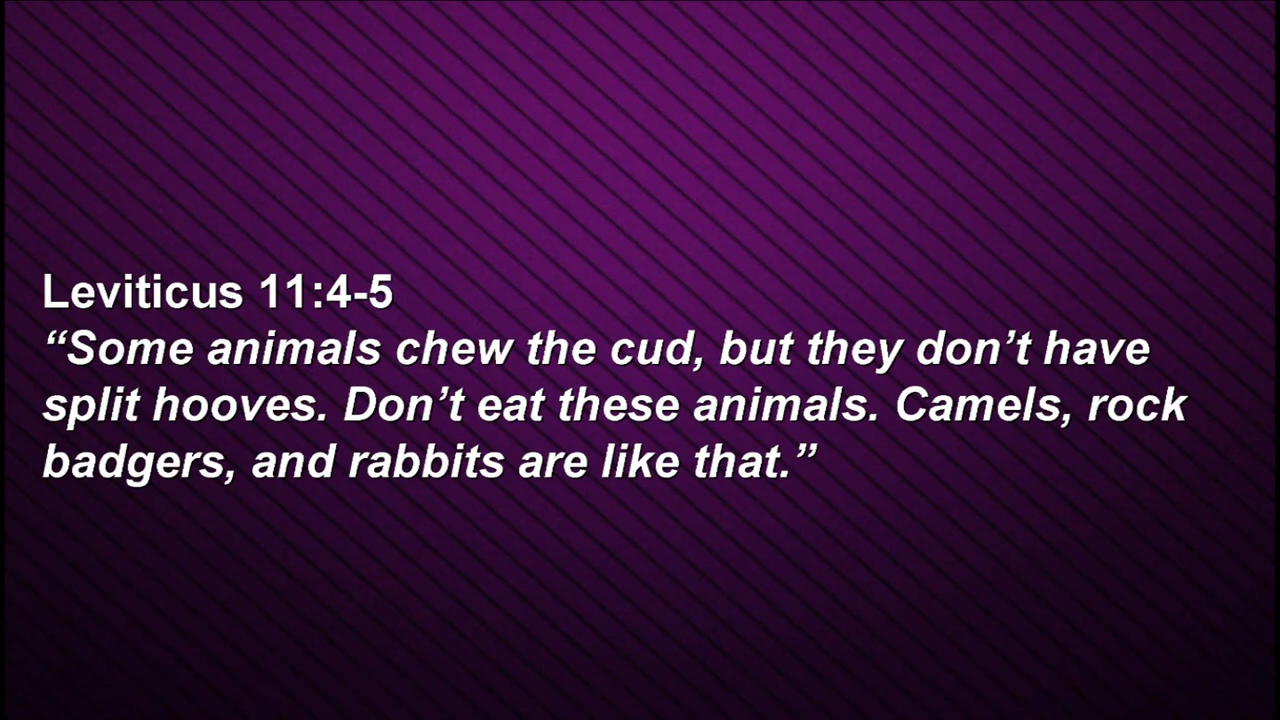 Leviticus 11:4-5
“Some animals chew the cud, but they don’t have
split hooves. Don’t eat these animals. Camels, rock
badgers, and rabbits are like that.”